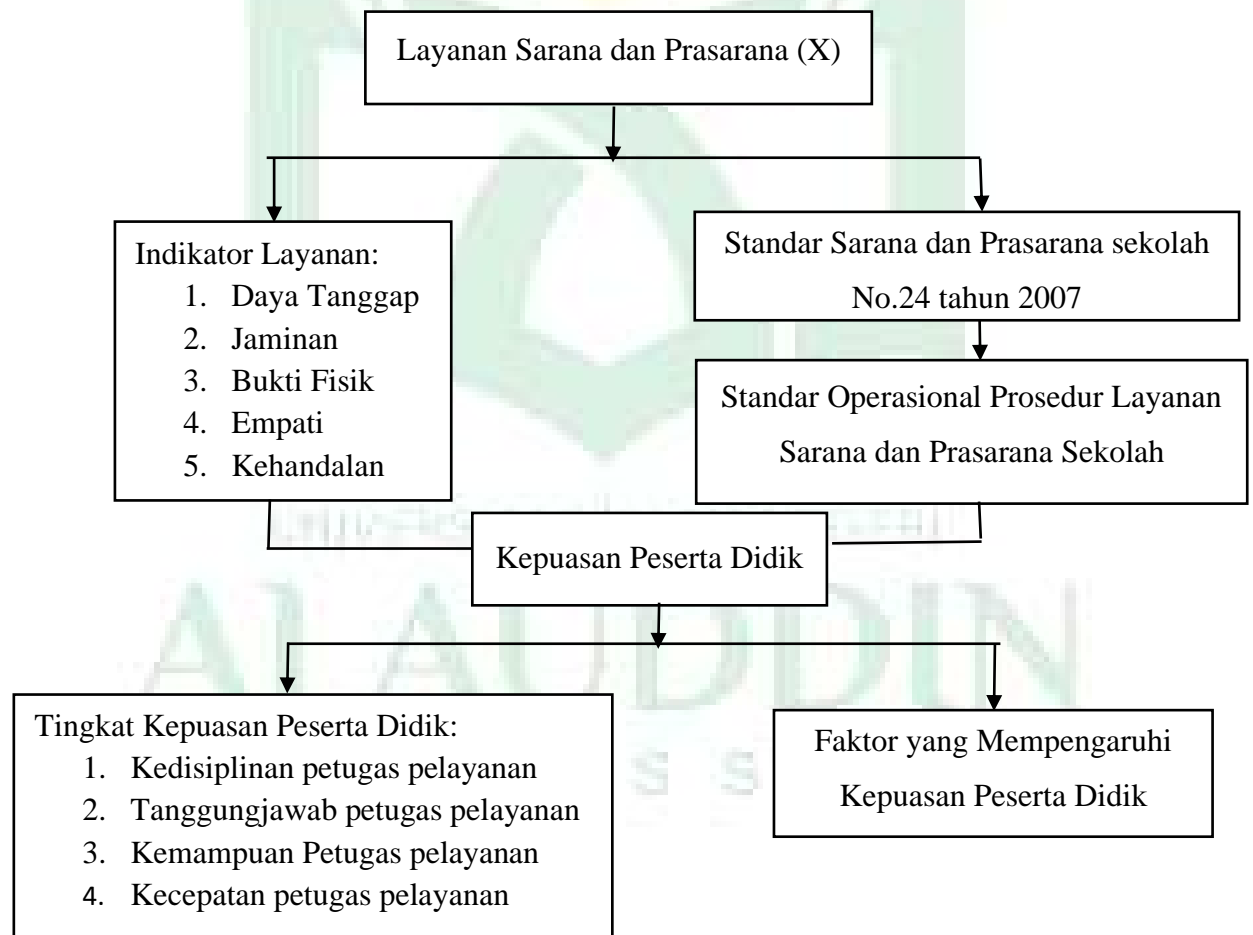 Layanan Sarana dan Prasarana (X)
Indikator Layanan:
1. Daya Tanggap
2. Jaminan
3. Bukti Fisik
4. Empati
5. Kehandalan
Standar Sarana dan Prasarana sekolah
No.24 tahun 2007
Standar Operasional Prosedur Layanan
Sarana dan Prasarana Sekolah
Kepuasan Peserta Didik
Tingkat Kepuasan Peserta Didik:
1. Kedisiplinan petugas pelayanan
2. Tanggungjawab petugas pelayanan
3. Kemampuan Petugas pelayanan
4. Kecepatan petugas pelayanan
Faktor yang Mempengaruhi
Kepuasan Peserta Didik
ALAUDDIN